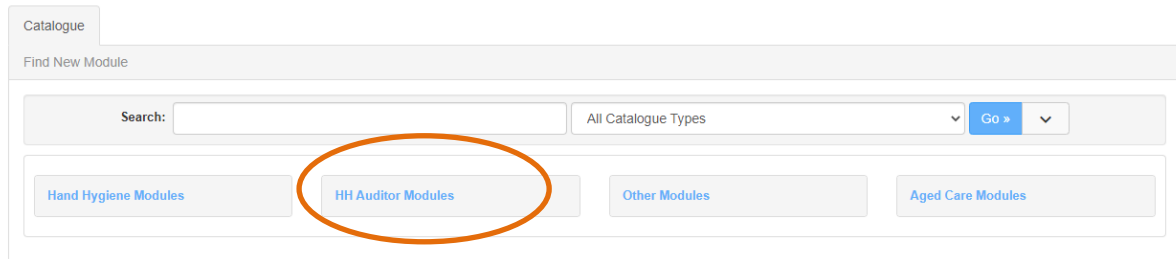 Catalogue
Find New Module
Search: All Catalogue Types Go »
Hand Hygiene Modules HH Auditor Modules Other Modules Aged Care Modules